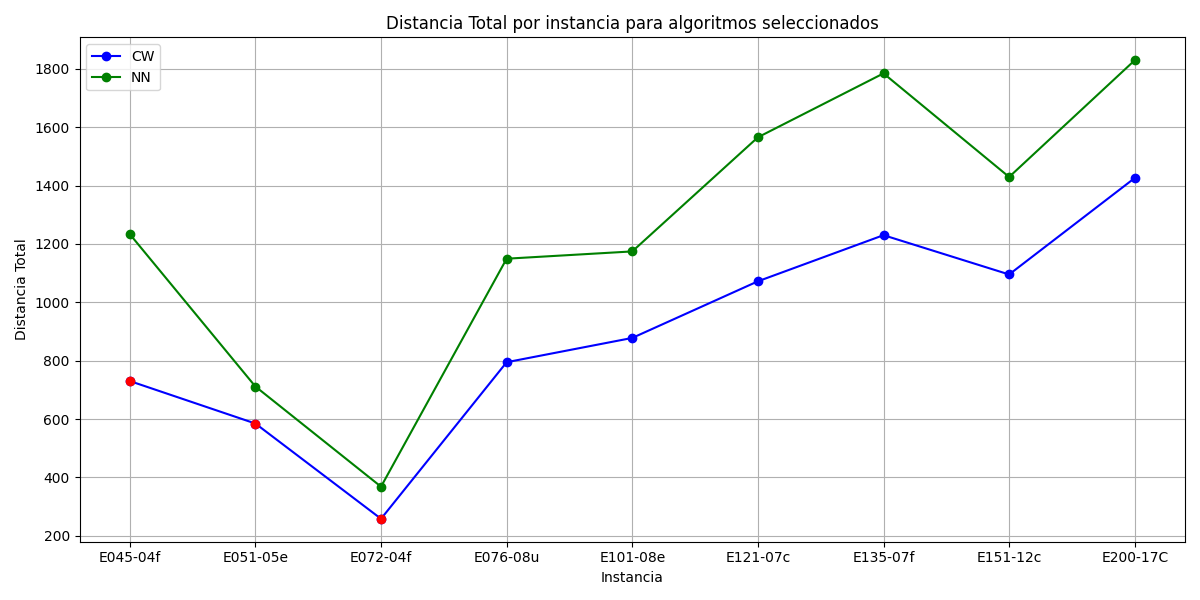 Distancia Total por instancia para algoritmos seleccionados
CW
NN
1800
1600
1400
1200
1000
800
600
400
200
Distancia Total
E045-04f E051-05e E072-04f E076-08u E101-08e E121-07c E135-07f E151-12c E200-17C
Instancia